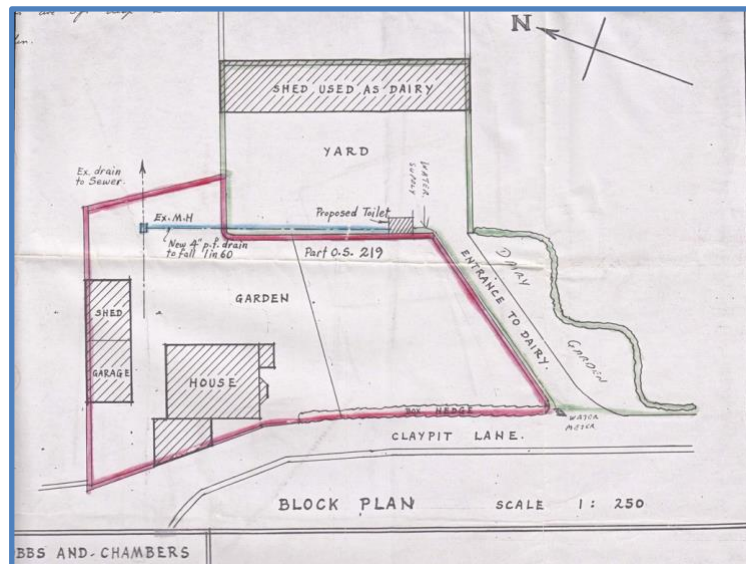 N
SHED USED AS DAIRY
YARD
WATER
SUPPLY
Ex. drain
to Sewer.
Ex. M.H
Proposed Toilet
New 4" p.f. drain
to fall 1 in 60
Part O.S. 219
DAIRY
GARDEN
ENTRANCE TO DAIRY.
GARDEN
SHED
GARAGE
HOUSE
BOX HEDGE
WATER
METER
CLAYPIT LANE.
BLOCK PLAN
SCALE 1 : 250
BBS AND-CHAMBERS